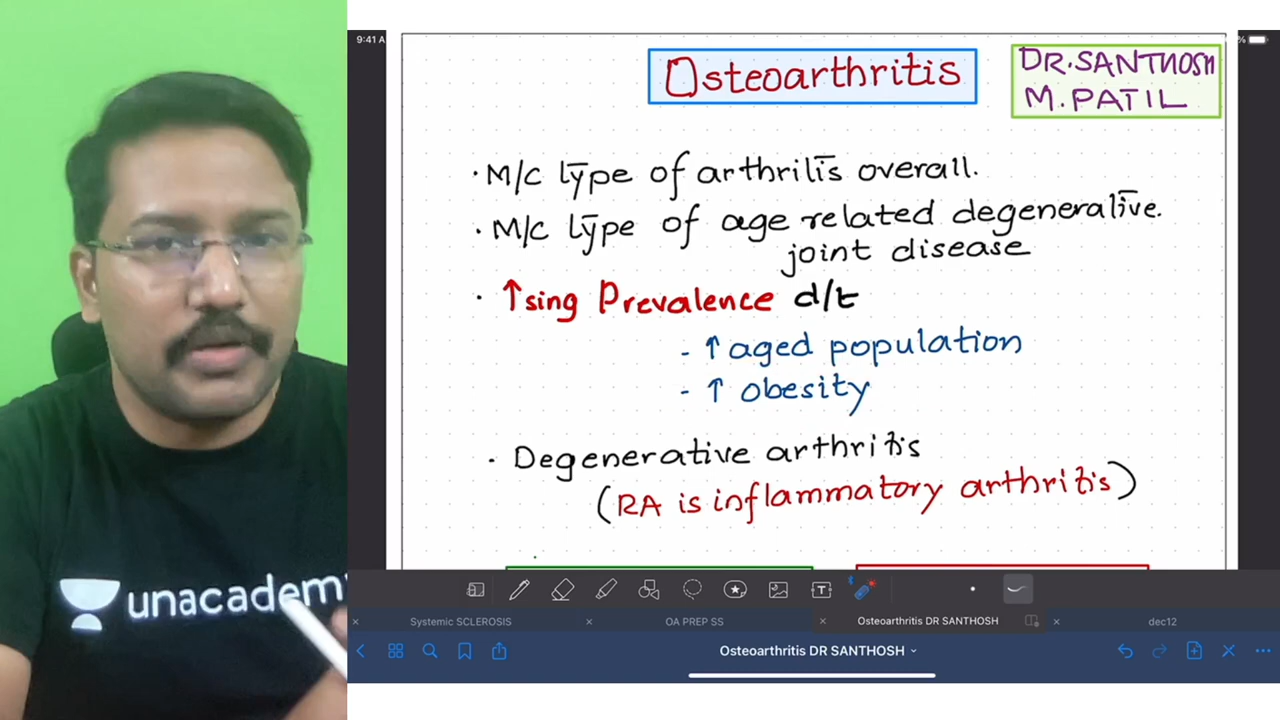 9:41 A
%
Osteoarthritis
DR.SANTHOSH
M.PATIL
· M/C type of arthritis overall.
· M/C type of age related degenerative.
joint disease
· ↑sing Prevalence d/t
- ↑ aged population
- ↑ obesity
· Degenerative arthritis
(RA is inflammatory arthritis)
unacademy
T
Systemic SCLEROSIS
OA PREP SS
Osteoarthritis DR SANTHOSH
dec12
Osteoarthritis DR SANTHOSH